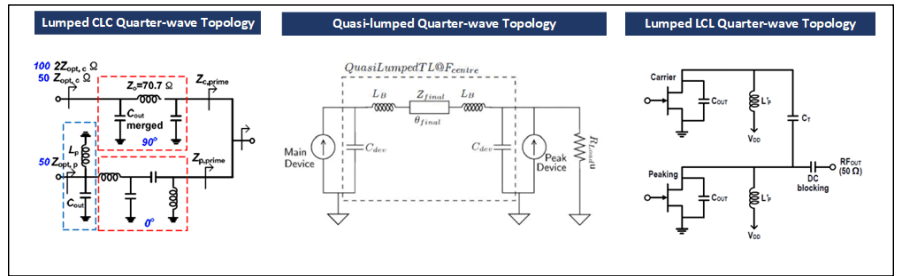 Lumped CLC Quarter-wave Topology
Quasi-lumped Quarter-wave Topology
Lumped LCL Quarter-wave Topology
100 2Zopt, c Ω
50 Zopt, c Ω
Zo=70.7 Ω
Zc,prime
Cout
merged
90°
Lp
50 Zopt, p
Zp,prime
Cout
0°
QuasiLumpedTL@Fcentre
LB
Zfinal
LB
θfinal
Cdev
Cdev
Main
Device
Peak
Device
Carrier
COUT
L'P
VDD
CT
Peaking
COUT
L'P
VDD
DC
blocking
RFOUT
(50 Ω)